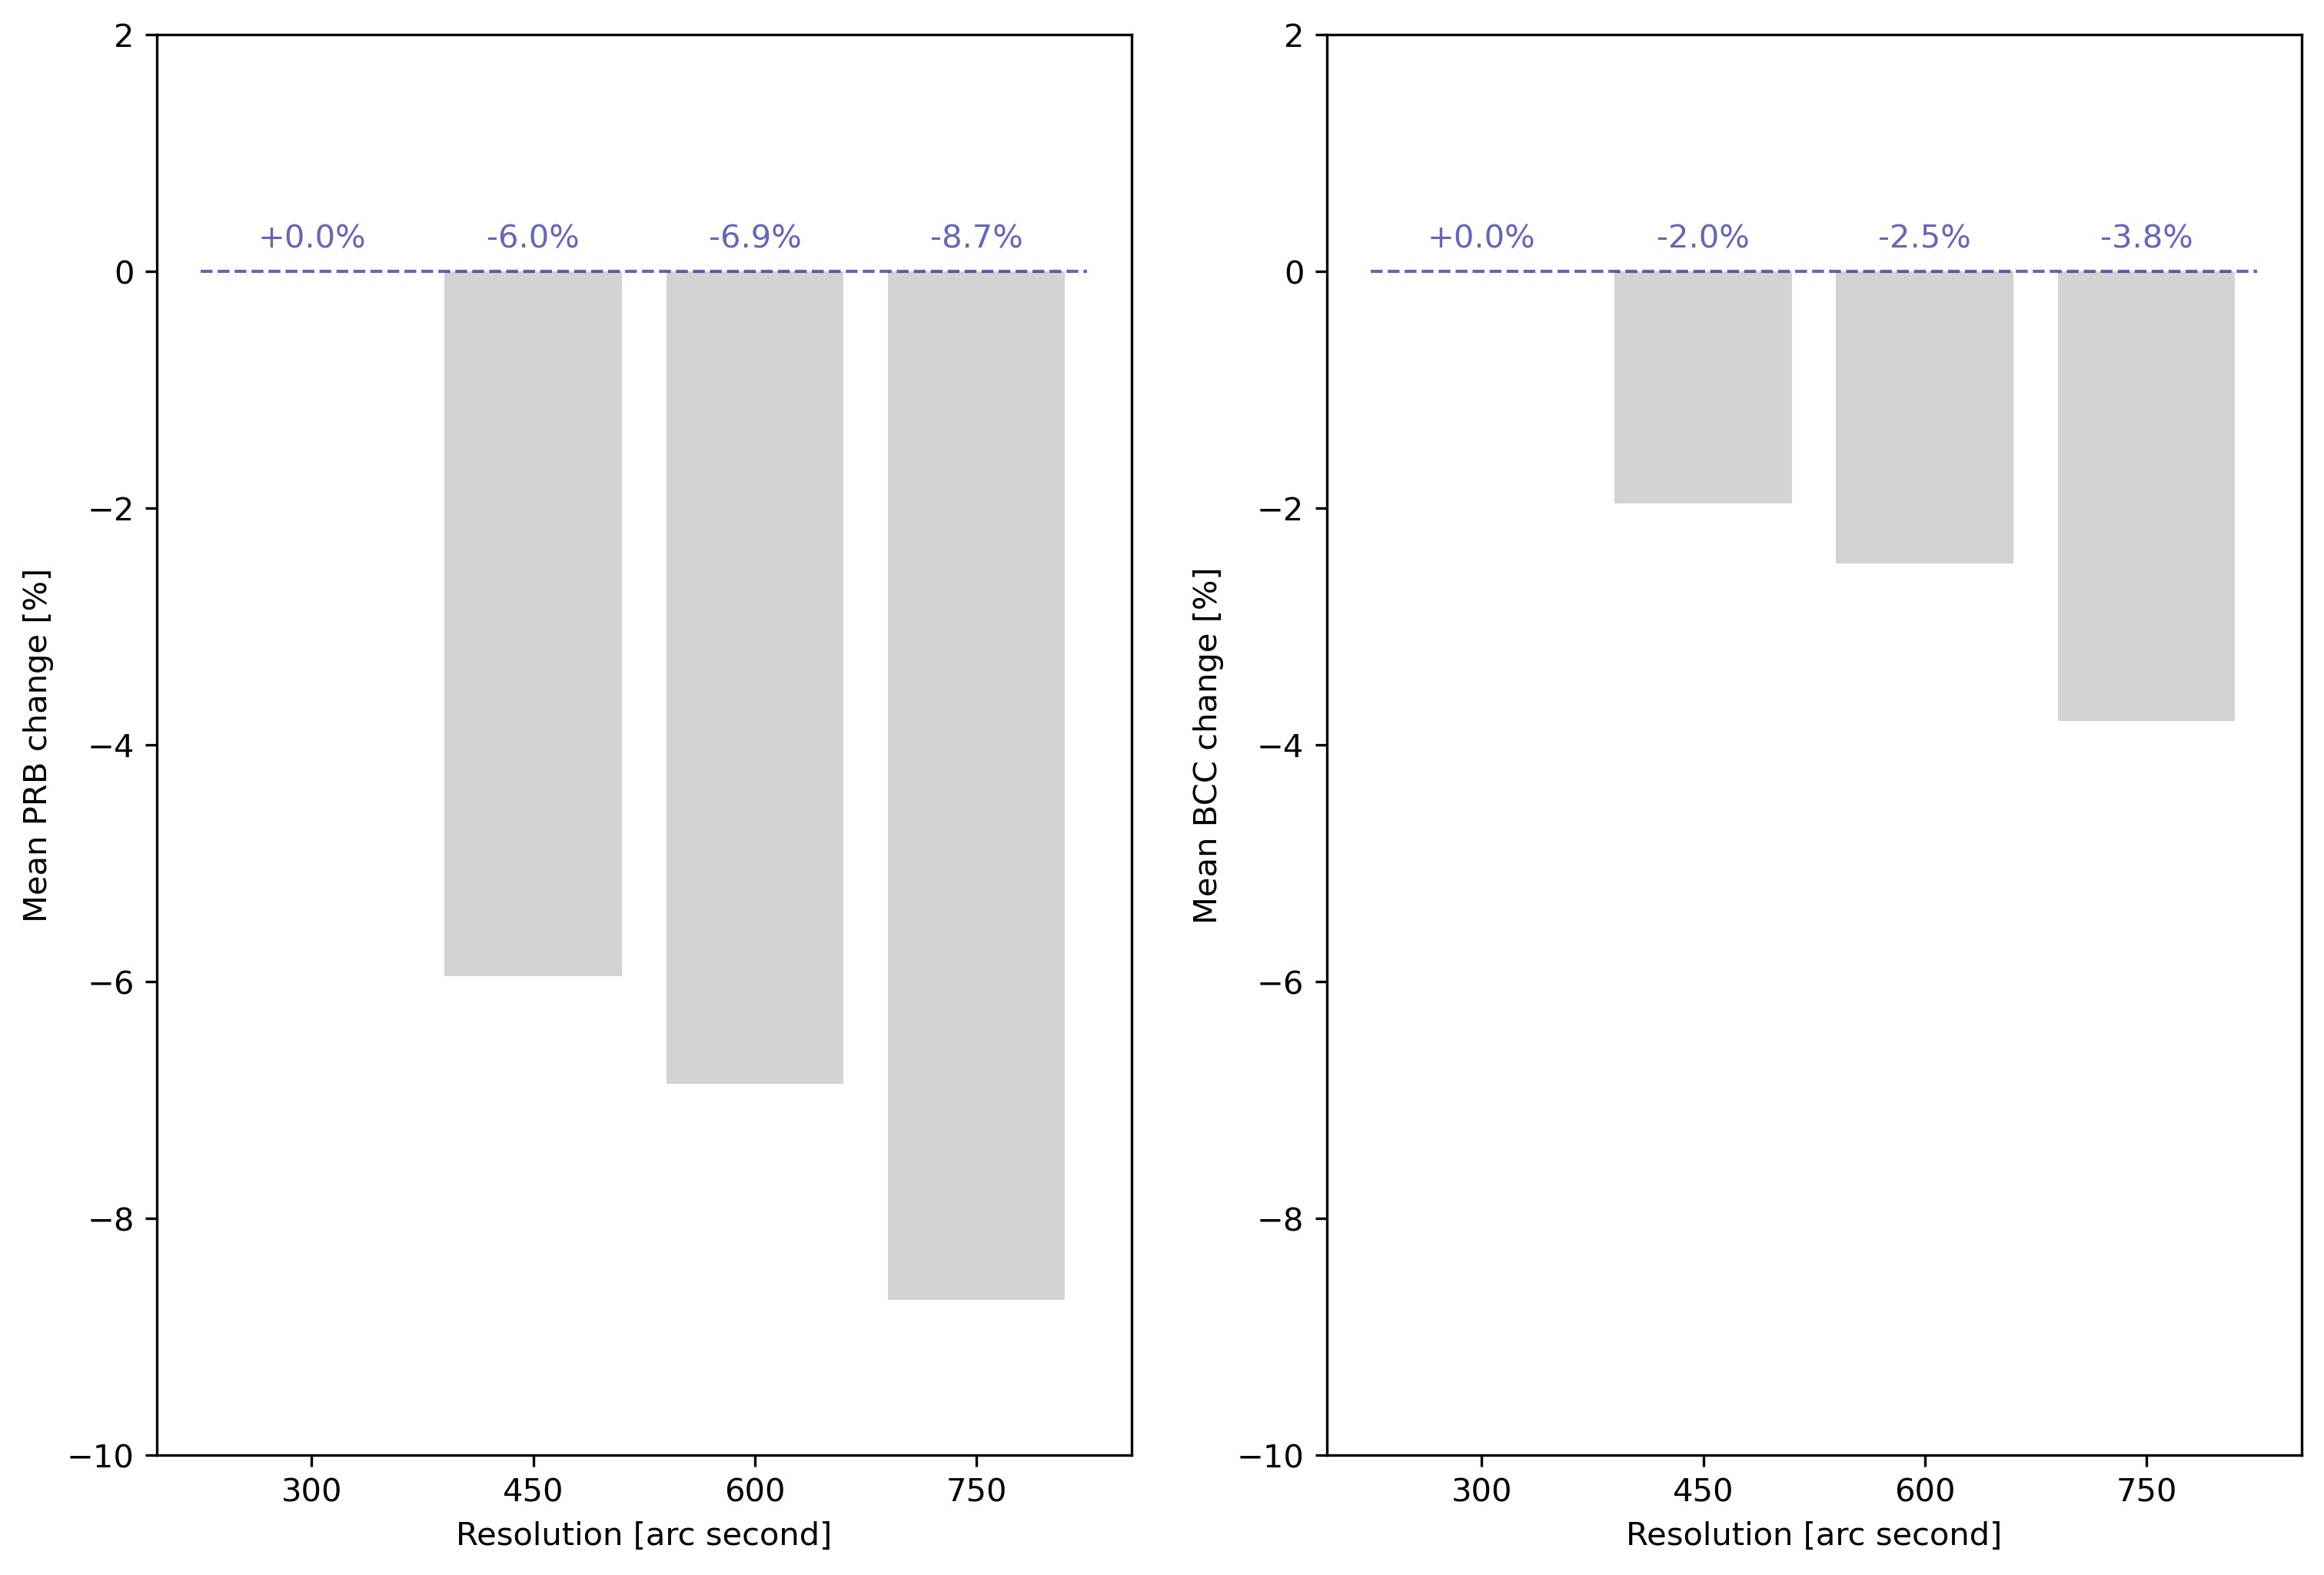 Mean PRB change [%]
2
0
−2
−4
−6
−8
−10
+0.0% -6.0% -6.9% -8.7%
300 450 600 750
Resolution [arc second]
Mean BCC change [%]
2
0
−2
−4
−6
−8
−10
+0.0% -2.0% -2.5% -3.8%
300 450 600 750
Resolution [arc second]